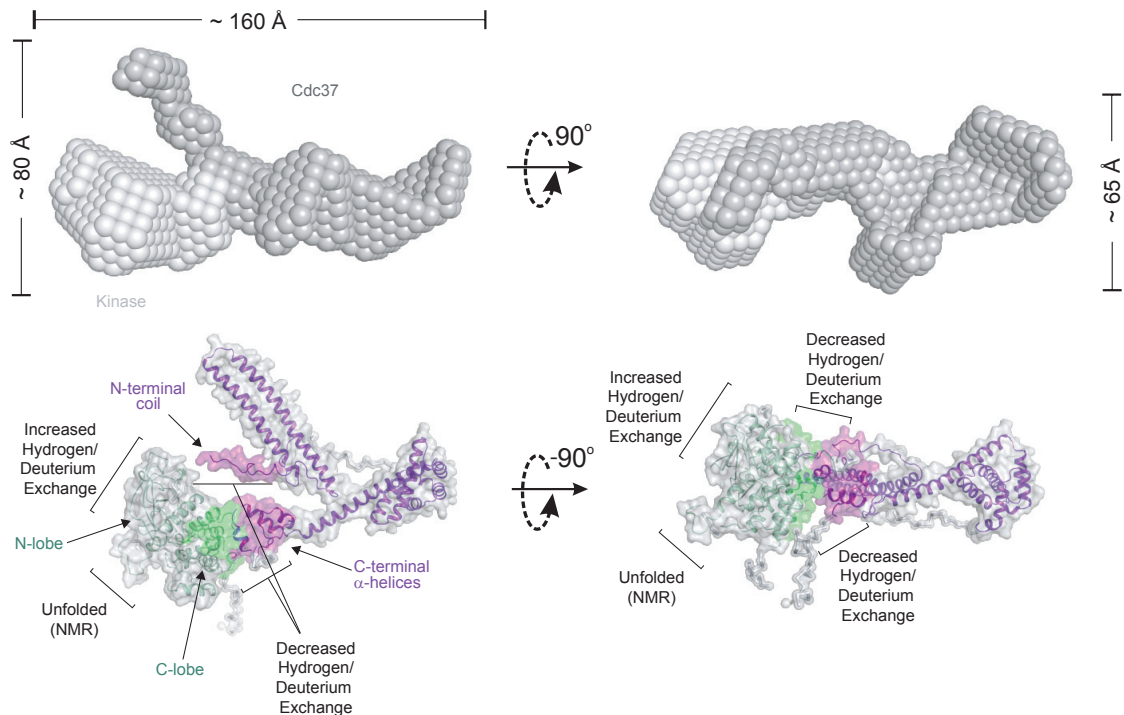 ~ 160 Å
Cdc37
~ 80 Å
Kinase
90°
~ 65 Å
N-terminal
coil
Increased
Hydrogen/
Deuterium
Exchange
N-lobe
Unfolded
(NMR)
C-lobe
C-terminal
α-helices
Decreased
Hydrogen/
Deuterium
Exchange
-90°
Decreased
Hydrogen/
Deuterium
Exchange
Increased
Hydrogen/
Deuterium
Exchange
Unfolded
(NMR)
Decreased
Hydrogen/
Deuterium
Exchange